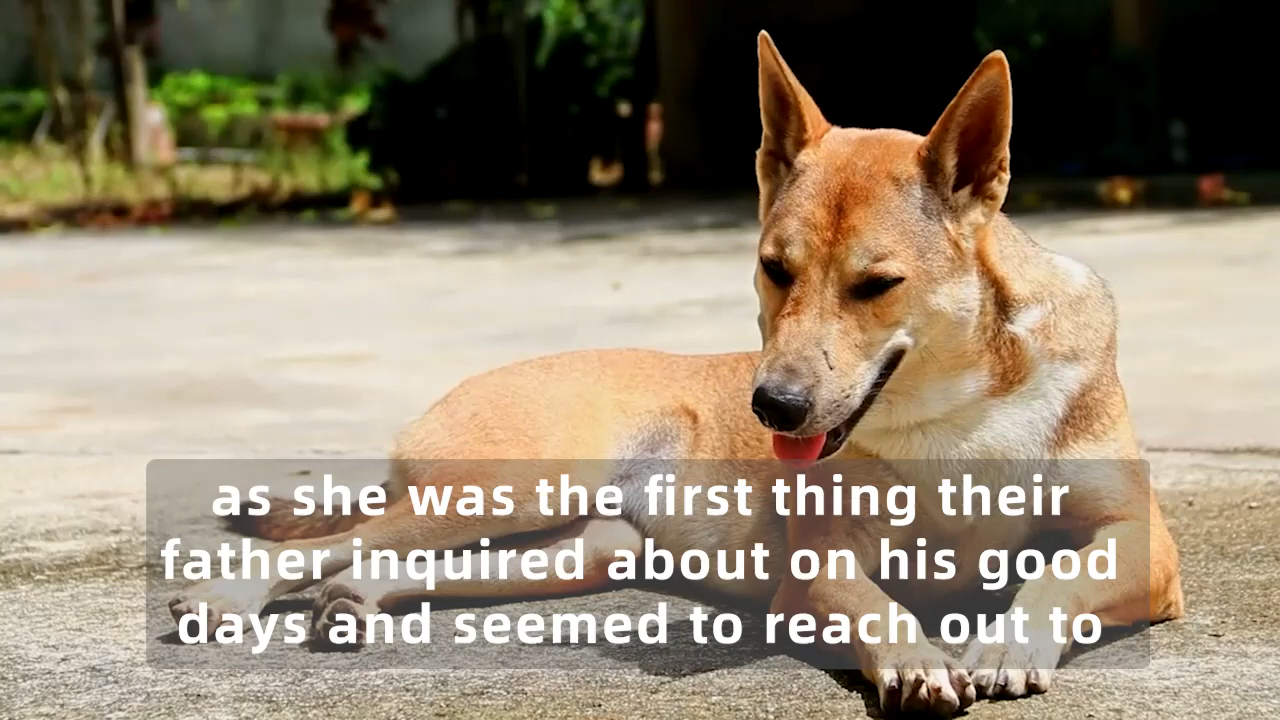 as she was the first thing their
father inquired about on his good
days and seemed to reach out to